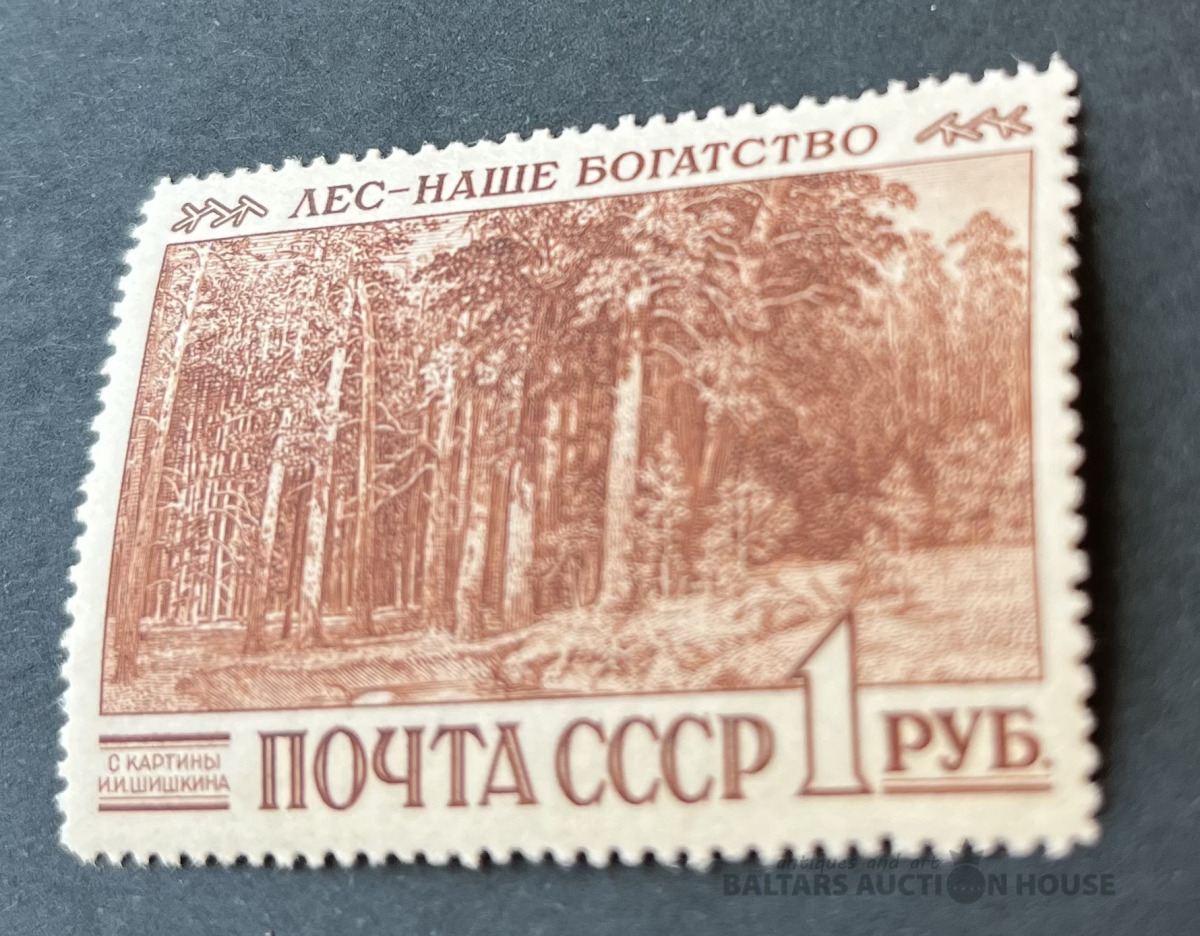 ЛЕС-НАШЕ БОГАТСТВО
С КАРТИНЫ
И.И.ШИШКИНА
ПОЧТА СССР 1 РУБ.
antiques and art
BALTARS AUCTION HOUSE